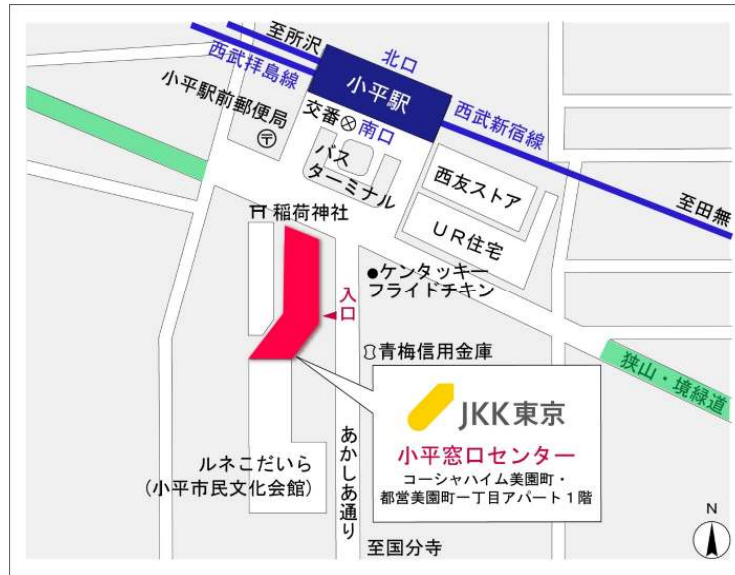 至所沢
北口
西武拝島線
小平駅
小平駅前郵便局
〒
交番
南口
西武新宿線
バス
ターミナル
西友ストア
至田無
稲荷神社
UR住宅
●ケンタッキー
フライドチキン
入口
青梅信用金庫
狭山・境緑道
JKK東京
小平窓口センター
コーシャハイム美園町・
都営美園町一丁目アパート1階
あかしあ通り
ルネこだいら
(小平市民文化会館)
至国分寺
N